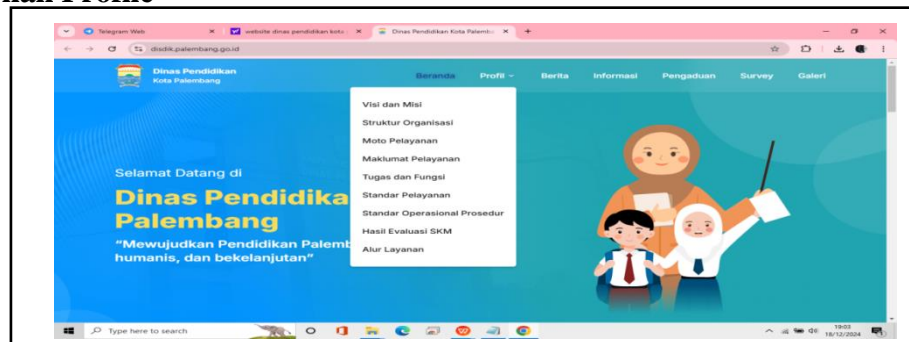 Telegram Web
website dinas pendidikan kota
Dinas Pendidikan Kota Palemb
disdik.palembang.go.id
Dinas Pendidikan
Kota Palembang
Beranda Profil Berita Informasi Pengaduan Survey Galeri
Visi dan Misi
Struktur Organisasi
Moto Pelayanan
Maklumat Pelayanan
Tugas dan Fungsi
Standar Pelayanan
Standar Operasional Prosedur
Hasil Evaluasi SKM
Alur Layanan
Selamat Datang di
Dinas Pendidika
Palembang
"Mewujudkan Pendidikan Palemb
humanis, dan bekelanjutan"
Type here to search
19:03
18/12/2024